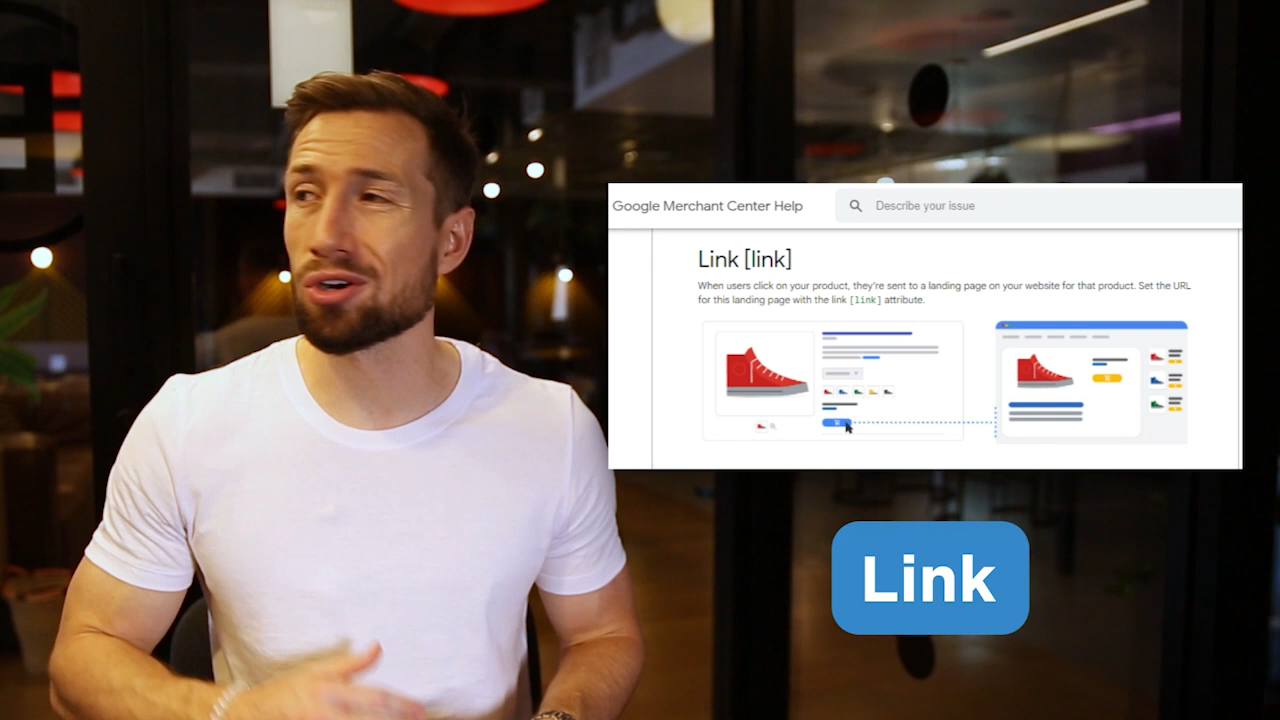 Google Merchant Center Help
Describe your issue
Link [link]
When users click on your product, they're sent to a landing page on your website for that product. Set the URL
for this landing page with the link [link] attribute.
Link